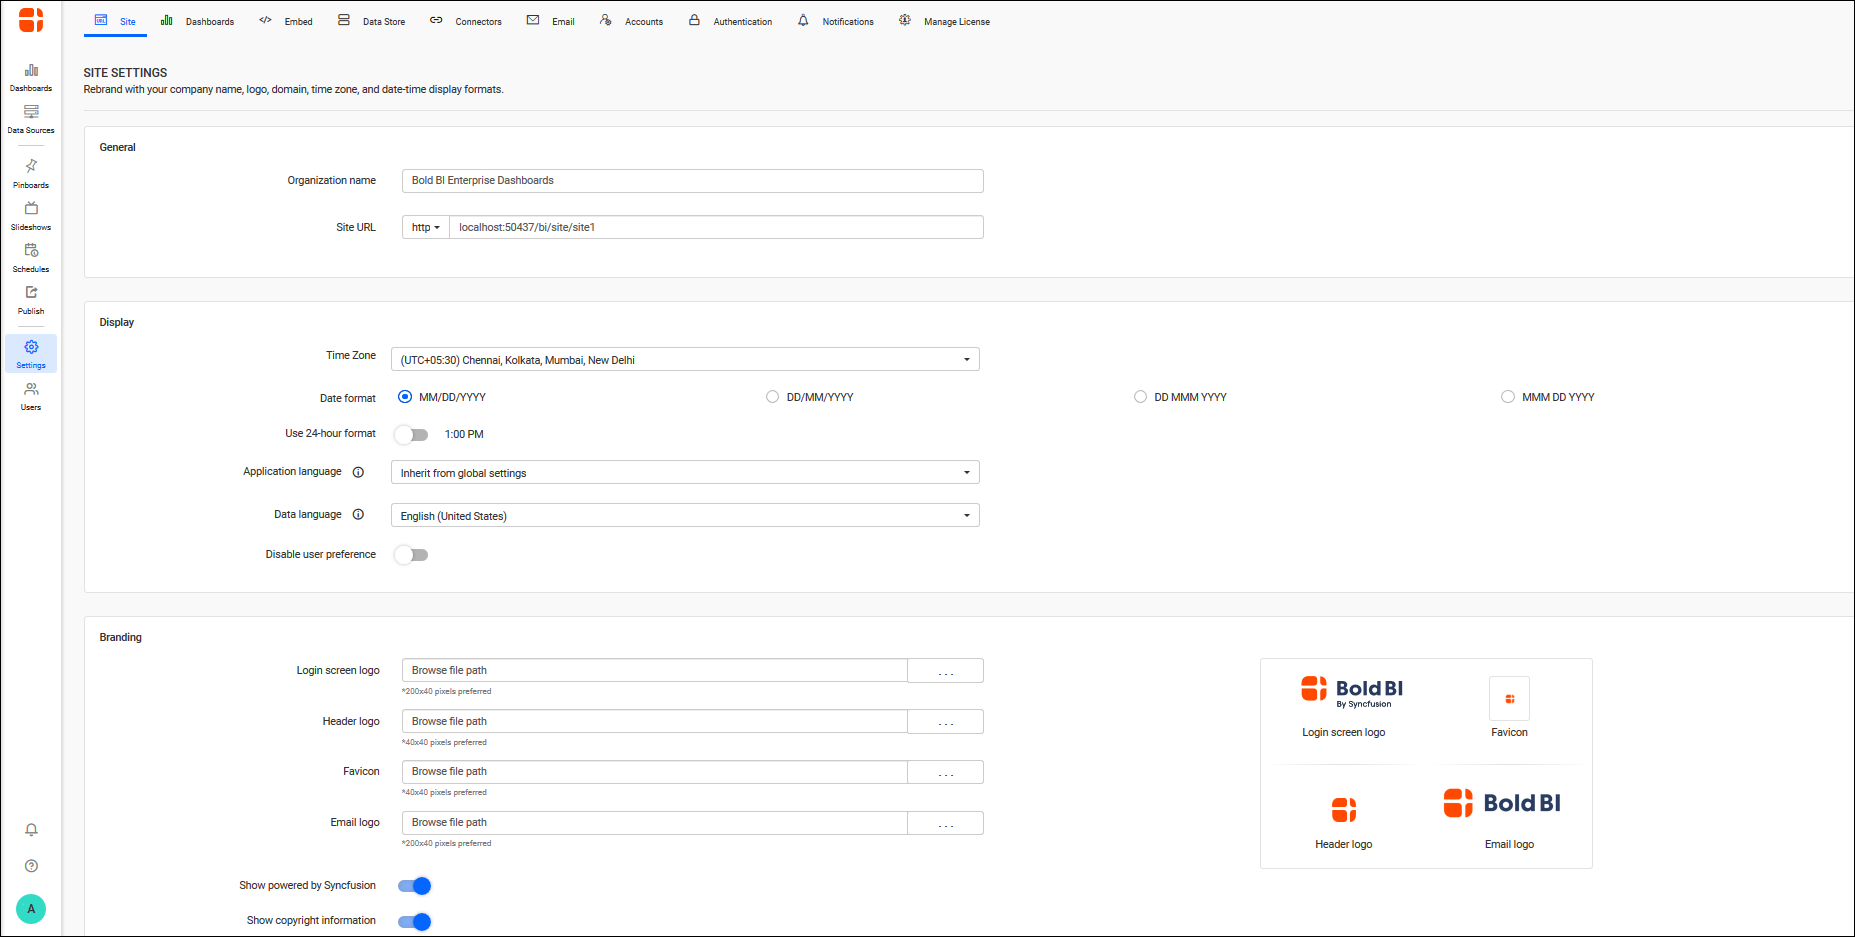 Site
Dashboards
Embed
Data Store
Connectors
Email
Accounts
Authentication
Notifications
Manage License
Dashboards
Data Sources
Pinboards
Slideshows
Schedules
Publish
Settings
Users
A
SITE SETTINGS
Rebrand with your company name, logo, domain, time zone, and date-time display formats.
General
Organization name
Bold BI Enterprise Dashboards
Site URL
http
localhost:50437/bi/site/site1
Display
Time Zone
(UTC+05:30) Chennai, Kolkata, Mumbai, New Delhi
Date format
MM/DD/YYYY
DD/MM/YYYY
DD MMM YYYY
MMM DD YYYY
Use 24-hour format
1:00 PM
Application language
Inherit from global settings
Data language
English (United States)
Disable user preference
Branding
Login screen logo
Browse file path
...
*200x40 pixels preferred
Header logo
Browse file path
...
*40x40 pixels preferred
Favicon
Browse file path
...
*40x40 pixels preferred
Email logo
Browse file path
...
*200x40 pixels preferred
Show powered by Syncfusion
Show copyright information
Bold BI
By Syncfusion
Login screen logo
Favicon
Header logo
Bold BI
Email logo